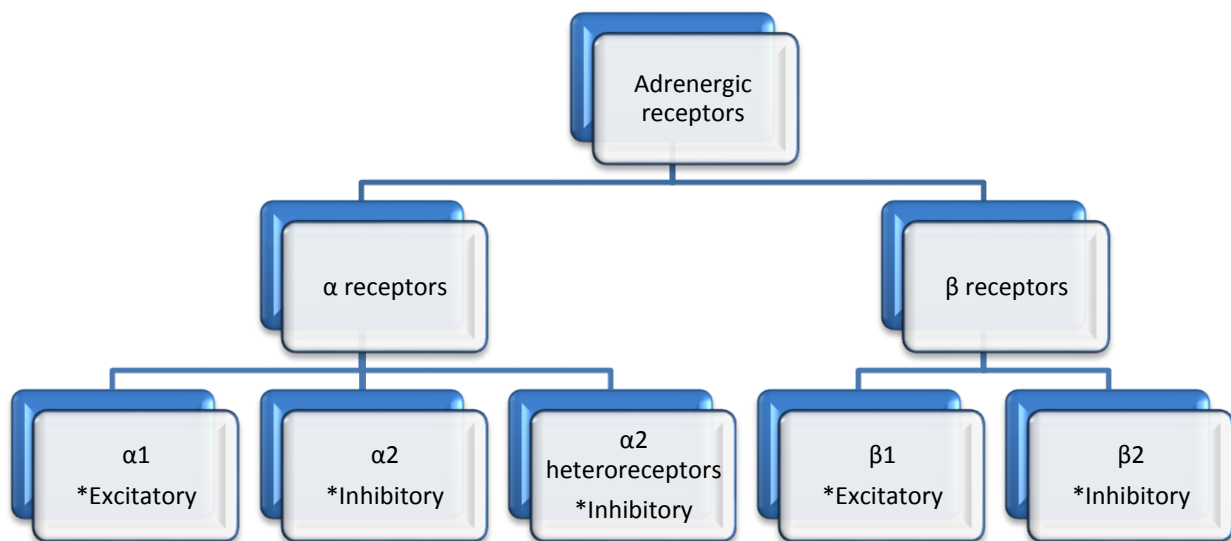 Adrenergic
receptors
α receptors
β receptors
α1
*Excitatory
α2
*Inhibitory
α2
heteroreceptors
*Inhibitory
β1
*Excitatory
β2
*Inhibitory